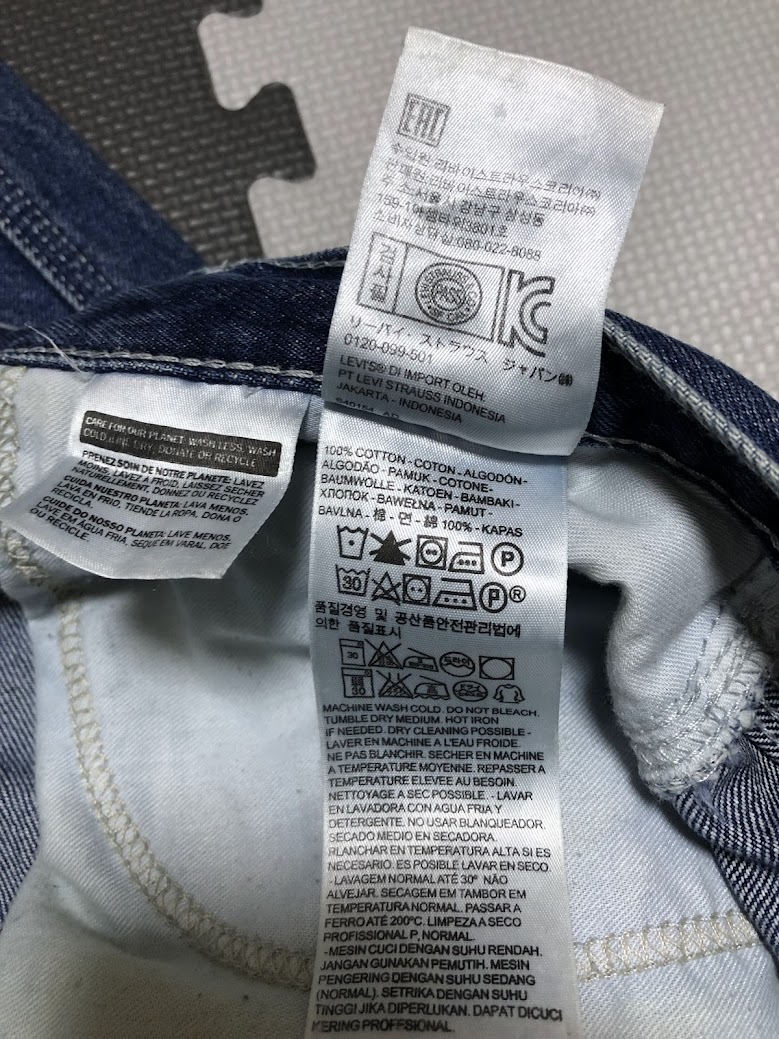 EAC
수입원:리바이스트라우스코리아㈜
판매원:리바이스트라우스코리아㈜
주 소:서울시 강남구 삼성동
159-1아셈타워3801호
소비자상담실:080-022-8088
검사필
PASS
KC
リーバイ・ストラウス ジャパン㈱
0120-099-501
LEVI'S® DI IMPORT OLEH:
PT LEVI STRAUSS INDONESIA
JAKARTA - INDONESIA
CARE FOR OUR PLANET: WASH LESS, WASH
COLD, LINE DRY, DONATE OR RECYCLE
PRENEZ SOIN DE NOTRE PLANETE: LAVEZ
MOINS, LAVEZ A FROID, LAISSEZ SECHER
NATURELLEMENT, DONNEZ OU RECYCLEZ
CUIDA NUESTRO PLANETA: LAVA MENOS,
LAVA EN FRIO, TIENDE LA ROPA, DONA O
RECICLA.
CUIDE DO NOSSO PLANETA: LAVE MENOS,
LAVE EM AGUA FRIA, SEQUE EM VARAL, DOE
OU RECICLE.
100% COTTON - COTON - ALGODÓN-
ALGODÃO - PAMUK - COTONE -
BAUMWOLLE - KATOEN - BAMBAKI-
ХЛОПОК - BAWEŁNA - PAMUT -
BAVLNA - 棉 - 면 - 綿 100% - KAPAS
P
30 P ®
품질경영 및 공산품안전관리법에
의한 품질표시
30 드라이
30
MACHINE WASH COLD. DO NOT BLEACH.
TUMBLE DRY MEDIUM. HOT IRON
IF NEEDED. DRY CLEANING POSSIBLE -
LAVER EN MACHINE A L'EAU FROIDE.
NE PAS BLANCHIR. SECHER EN MACHINE
A TEMPERATURE MOYENNE. REPASSER A
TEMPERATURE ELEVEE AU BESOIN.
NETTOYAGE A SEC POSSIBLE. - LAVAR
EN LAVADORA CON AGUA FRIA Y
DETERGENTE. NO USAR BLANQUEADOR.
SECADO MEDIO EN SECADORA.
PLANCHAR EN TEMPERATURA ALTA SI ES
NECESARIO. ES POSIBLE LAVAR EN SECO.
- LAVAGEM NORMAL ATÉ 30º NÃO
ALVEJAR. SECAGEM EM TAMBOR EM
TEMPERATURA NORMAL. PASSAR A
FERRO ATÉ 200ºC. LIMPEZA A SECO
PROFISSIONAL P, NORMAL.
-MESIN CUCI DENGAN SUHU RENDAH.
JANGAN GUNAKAN PEMUTIH. MESIN
PENGERING DENGAN SUHU SEDANG
(NORMAL). SETRIKA DENGAN SUHU
TINGGI JIKA DIPERLUKAN. DAPAT DICUCI
KERING PROFFESIONAL.